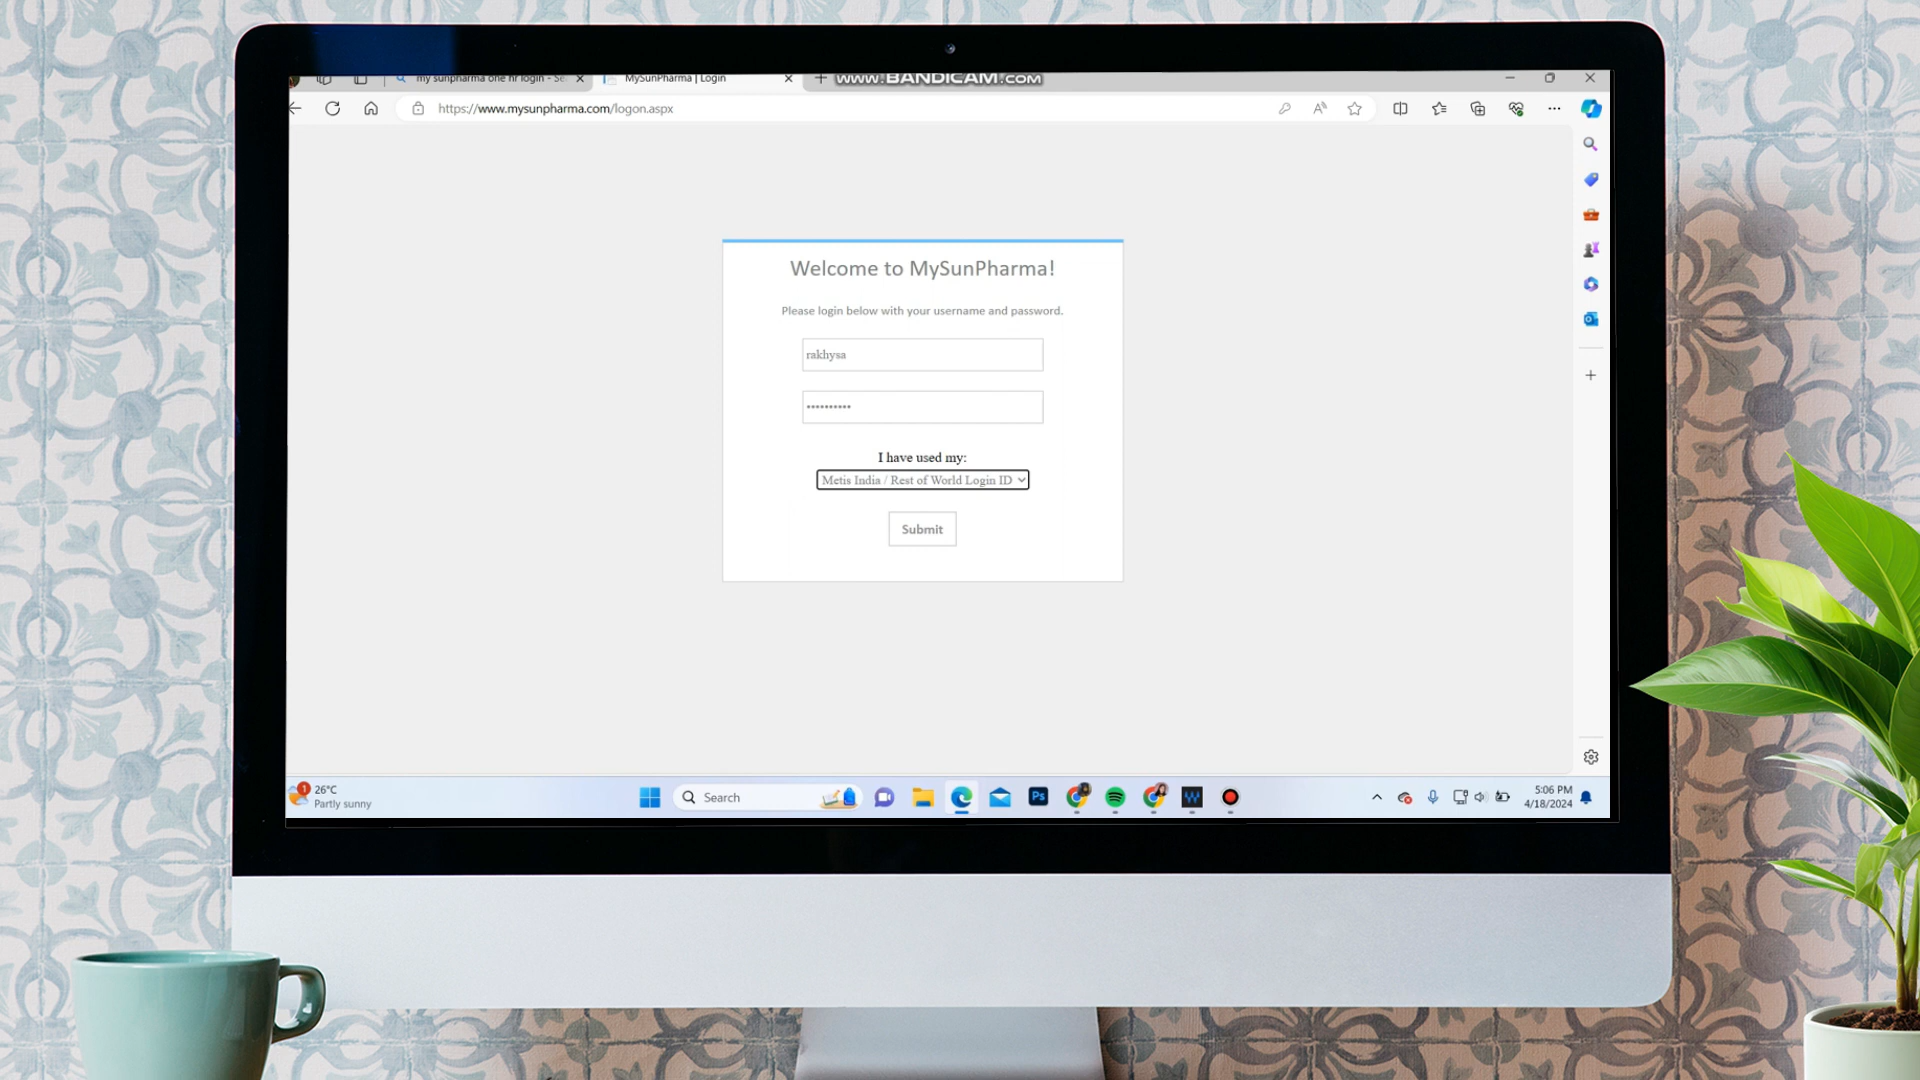 my sunpharma one hr login - Se
MySunPharma | Login
www.BANDICAM.com
https://www.mysunpharma.com/logon.aspx
Welcome to MySunPharma!
Please login below with your username and password.
rakhysa
••••••••••
I have used my:
Metis India / Rest of World Login ID
Submit
1
26°C
Partly sunny
Search
Ps
5:06 PM
4/18/2024